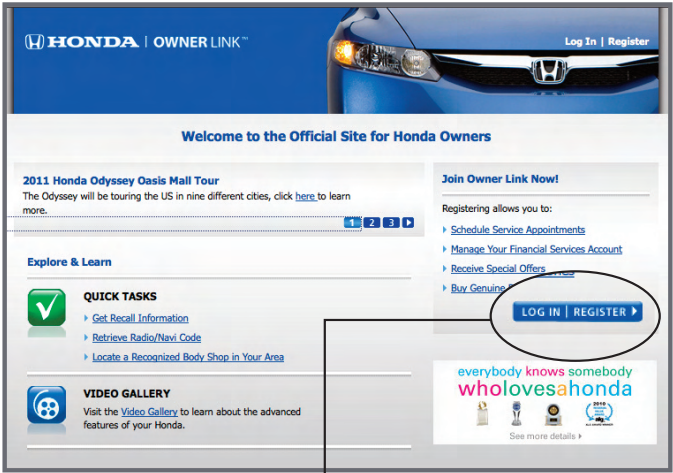 HONDA | OWNER LINK™
Log In | Register
Welcome to the Official Site for Honda Owners
2011 Honda Odyssey Oasis Mall Tour
The Odyssey will be touring the US in nine different cities, click here to learn
more.
1 2 3
Join Owner Link Now!
Registering allows you to:
Schedule Service Appointments
Manage Your Financial Services Account
Receive Special Offers
Buy Genuine
LOG IN | REGISTER
Explore & Learn
QUICK TASKS
Get Recall Information
Retrieve Radio/Navi Code
Locate a Recognized Body Shop in Your Area
VIDEO GALLERY
Visit the Video Gallery to learn about the advanced
features of your Honda.
everybody knows somebody
wholovesahonda
2010
See more details